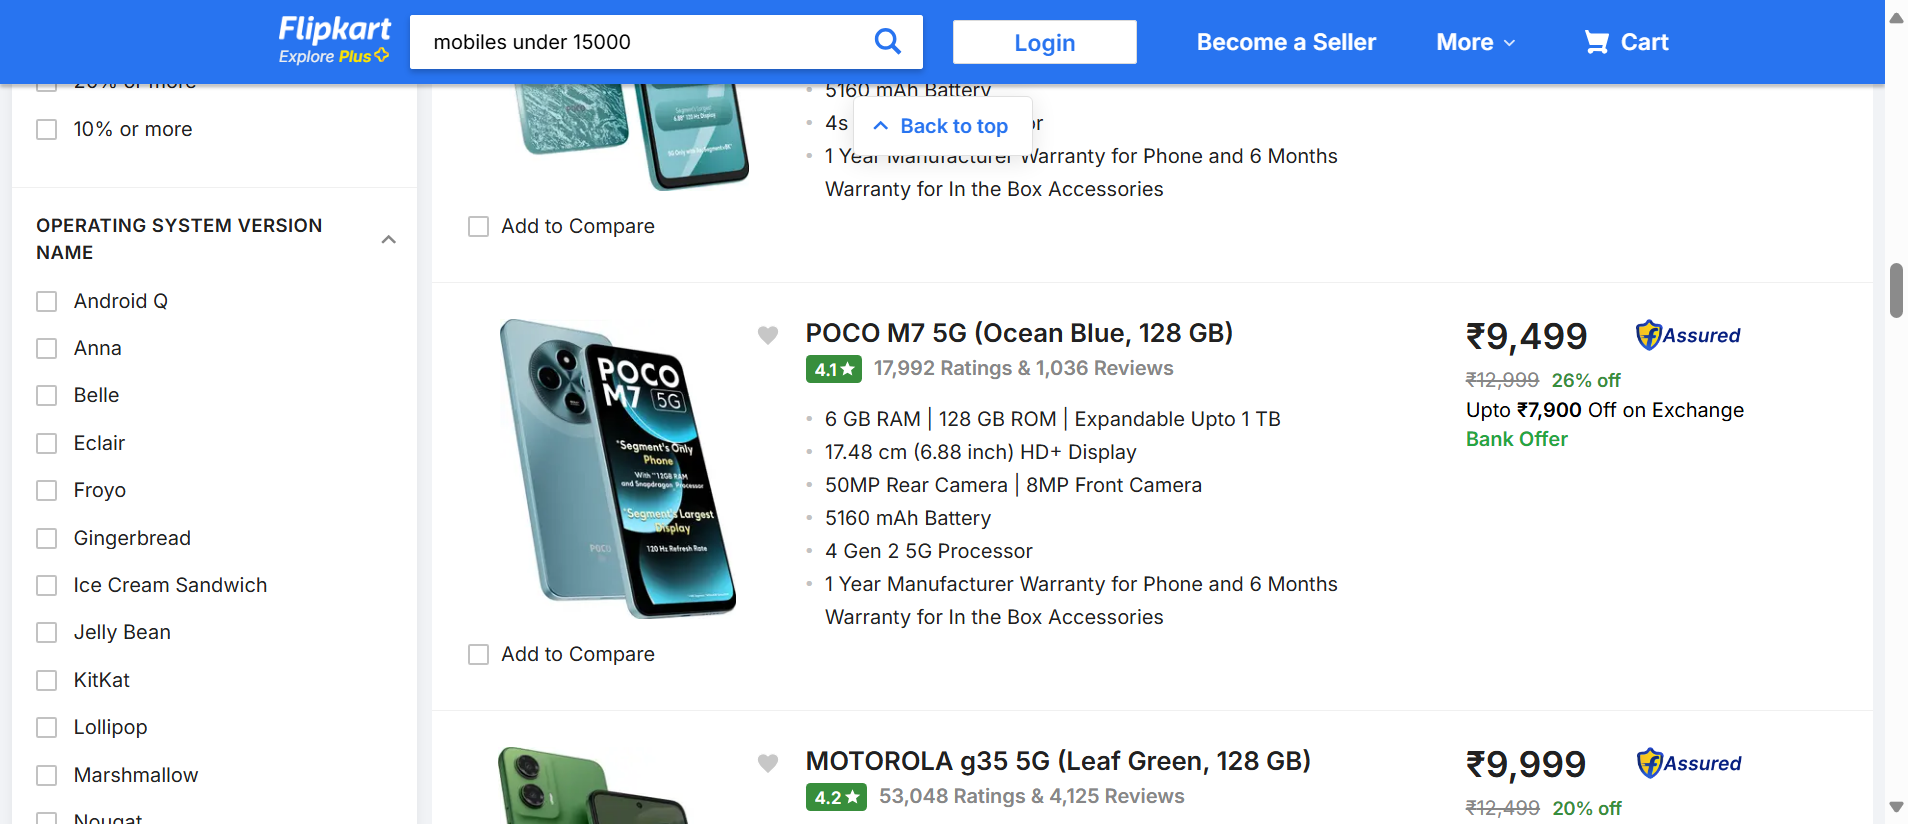 Flipkart
Explore Plus
mobiles under 15000
Login
Become a Seller
More
Cart
20% or more
10% or more
OPERATING SYSTEM VERSION
NAME
Android Q
Anna
Belle
Eclair
Froyo
Gingerbread
Ice Cream Sandwich
Jelly Bean
KitKat
Lollipop
Marshmallow
Nougat
5160 mAh Battery
4s
Back to top
1 Year Manufacturer Warranty for Phone and 6 Months
Warranty for In the Box Accessories
Add to Compare
POCO
M7 5G
*Segment's Only
Phone
With **12GB RAM
and Snapdragon Processor
*Segment's Largest
Display
120 Hz Refresh Rate
POCO
POCO M7 5G (Ocean Blue, 128 GB)
4.1★ 17,992 Ratings & 1,036 Reviews
6 GB RAM | 128 GB ROM | Expandable Upto 1 TB
17.48 cm (6.88 inch) HD+ Display
50MP Rear Camera | 8MP Front Camera
5160 mAh Battery
4 Gen 2 5G Processor
1 Year Manufacturer Warranty for Phone and 6 Months
Warranty for In the Box Accessories
Add to Compare
₹9,499
Assured
₹12,999 26% off
Upto ₹7,900 Off on Exchange
Bank Offer
MOTOROLA g35 5G (Leaf Green, 128 GB)
4.2★ 53,048 Ratings & 4,125 Reviews
₹9,999
Assured
₹12,499 20% off